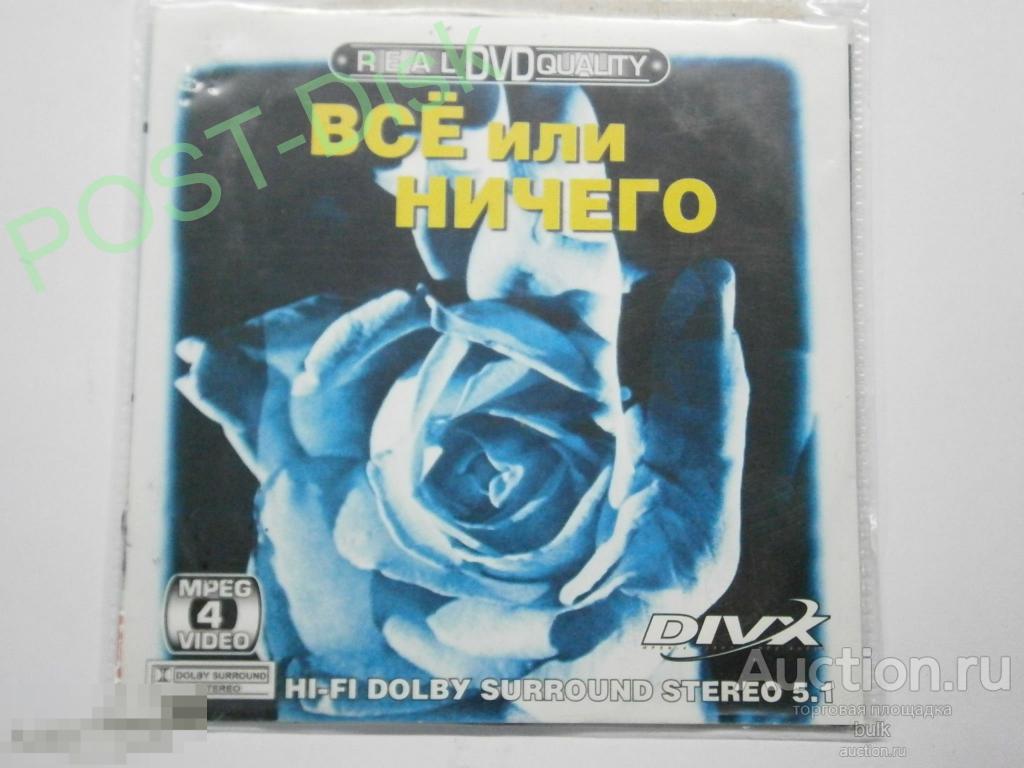 REAL DVD QUALITY
POST-Disk
ВСЁ или
НИЧЕГО
MPEG
4
VIDEO
DIVX
DOLBY SURROUND
STEREO
HI-FI DOLBY SURROUND STEREO 5.1
Auction.ru
торговая площадка
bulk
auction.ru